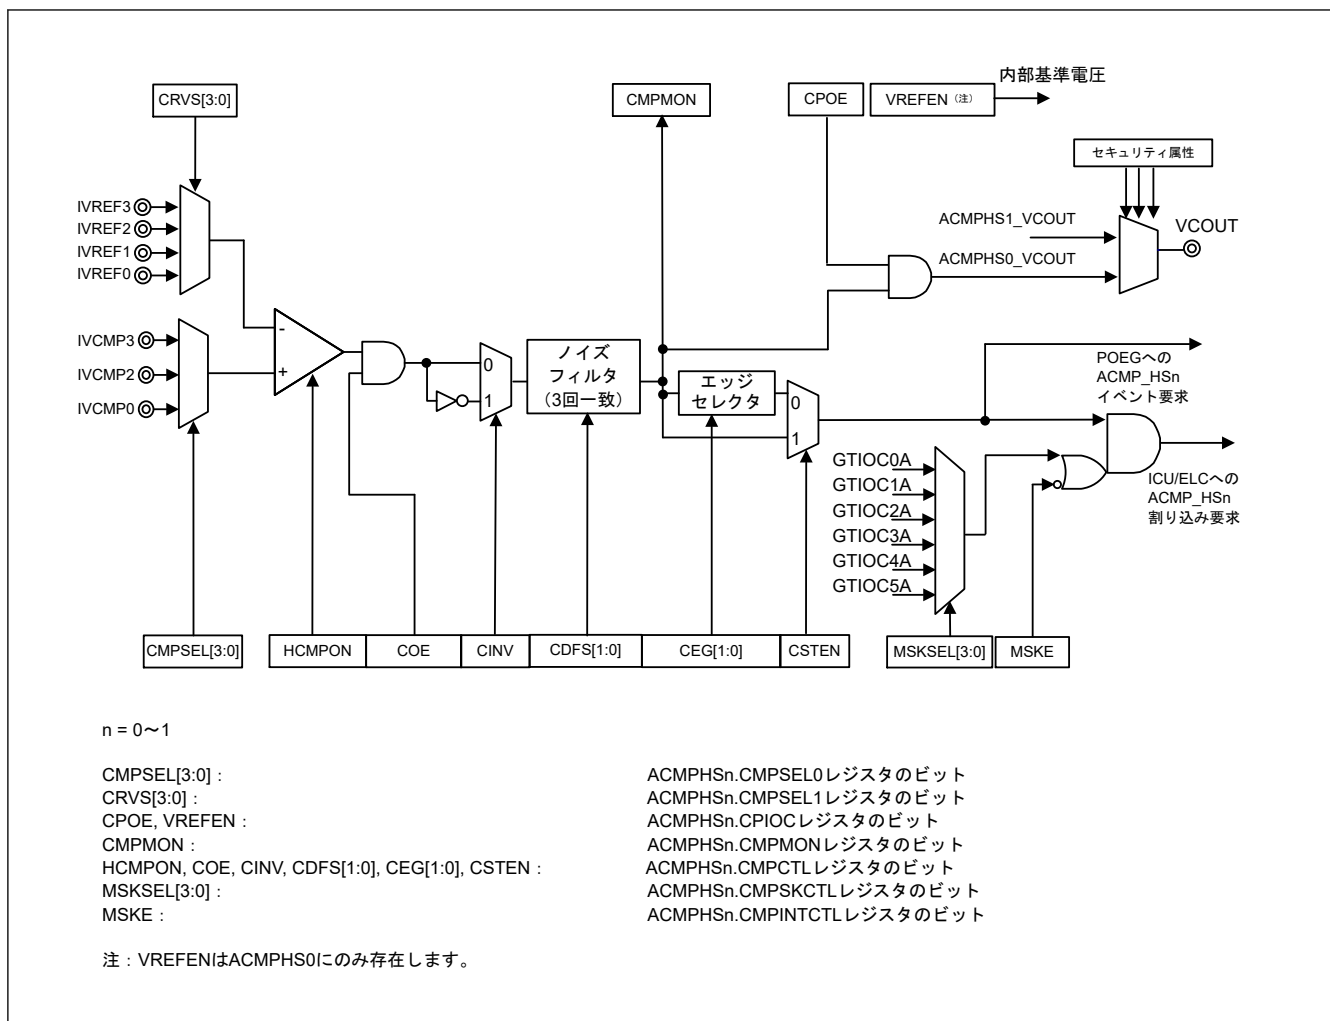 内部基準電圧
CRVS[3:0]
CMPMON
CPOE
VREFEN（注）
セキュリティ属性
IVREF3
IVREF2
IVREF1
IVREF0
ACMPHS1_VCOUT
VCOUT
ACMPHS0_VCOUT
IVCMP3
IVCMP2
IVCMP0
-
+
0
1
ノイズ
フィルタ
（3回一致）
エッジ
セレクタ
0
1
POEGへの
ACMP_HSn
イベント要求
GTIOC0A
GTIOC1A
GTIOC2A
GTIOC3A
GTIOC4A
GTIOC5A
ICU/ELCへの
ACMP_HSn
割り込み要求
CMPSEL[3:0]
HCMPON
COE
CINV
CDFS[1:0]
CEG[1:0]
CSTEN
MSKSEL[3:0]
MSKE
n = 0～1
CMPSEL[3:0]： ACMPHSn.CMPSEL0レジスタのビット
CRVS[3:0]： ACMPHSn.CMPSEL1レジスタのビット
CPOE, VREFEN： ACMPHSn.CPIOCレジスタのビット
CMPMON： ACMPHSn.CMPMONレジスタのビット
HCMPON, COE, CINV, CDFS[1:0], CEG[1:0], CSTEN： ACMPHSn.CMPCTLレジスタのビット
MSKSEL[3:0]： ACMPHSn.CMPSKCTLレジスタのビット
MSKE： ACMPHSn.CMPINTCTLレジスタのビット
注：VREFENはACMPHS0にのみ存在します。